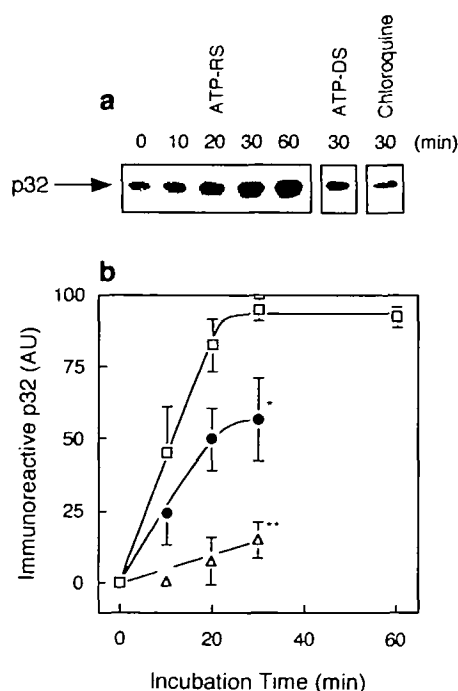 ATP-RS
ATP-DS
Chloroquine
a
0 10 20 30 60 30 30 (min)
p32
b
100
75
50
25
0
*
**
Immunoreactive p32 (AU)
0 20 40 60
Incubation Time (min)